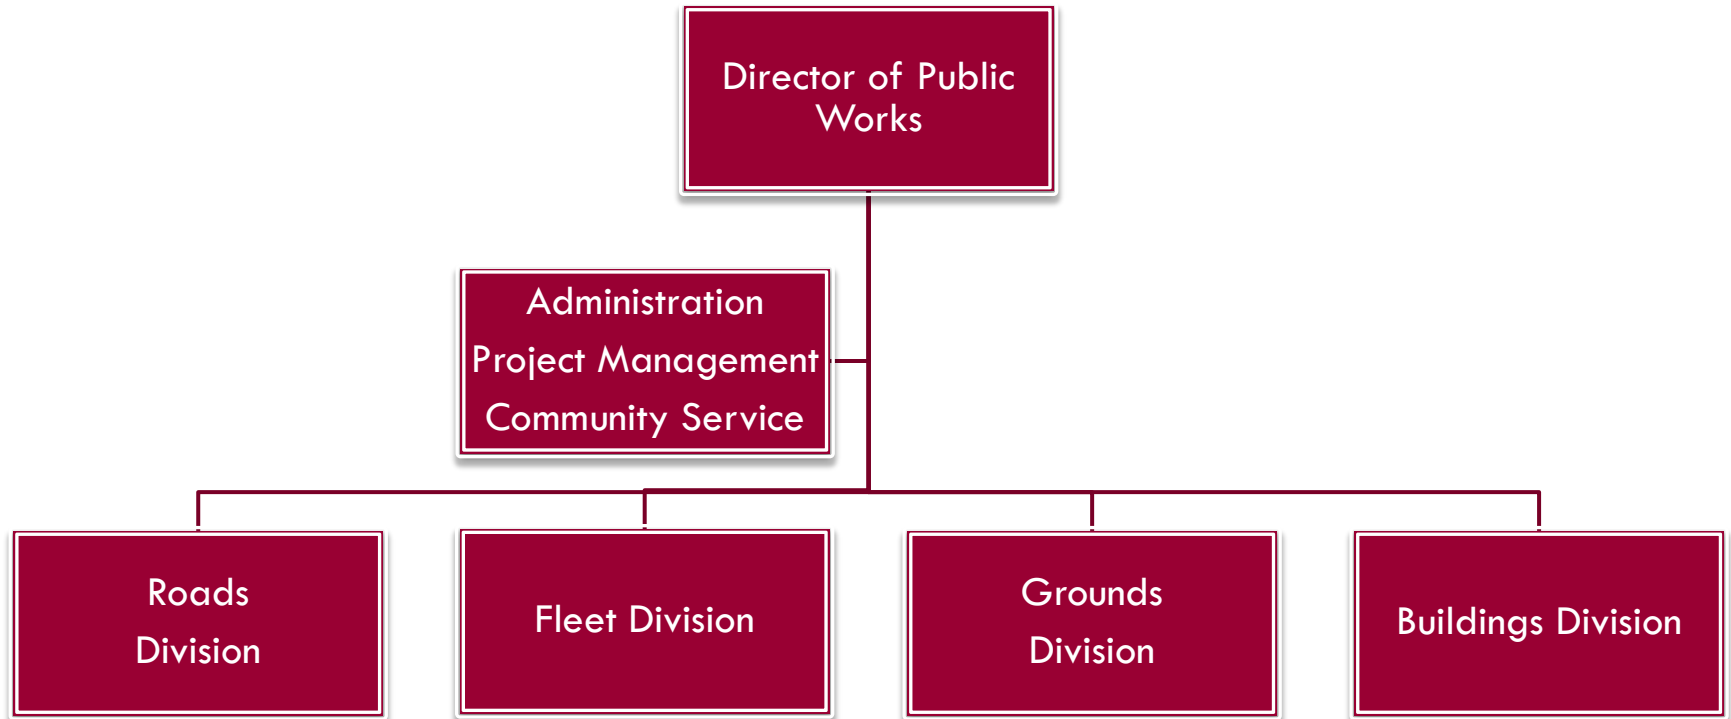 Director of Public
Works
Administration
Project Management
Community Service
Roads
Division
Fleet Division
Grounds
Division
Buildings Division